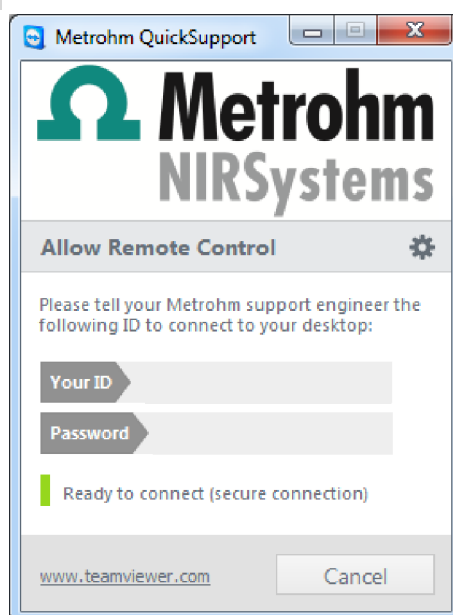 Metrohm QuickSupport
Metrohm
NIRSystems
Allow Remote Control
Please tell your Metrohm support engineer the
following ID to connect to your desktop:
Your ID
Password
Ready to connect (secure connection)
www.teamviewer.com
Cancel